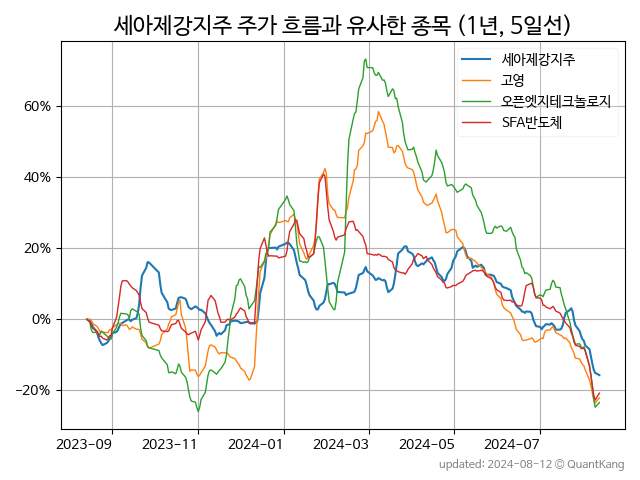 세아제강지주 주가 흐름과 유사한 종목 (1년, 5일선)
세아제강지주
고영
오픈엣지테크놀로지
SFA반도체
60%
40%
20%
0%
−20%
2023-09 2023-11 2024-01 2024-03 2024-05 2024-07
updated: 2024-08-12 © QuantKang